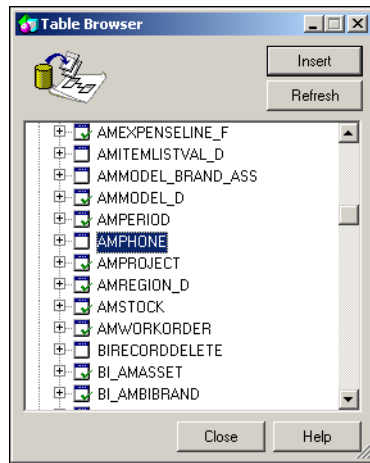 Table Browser
Insert
Refresh
AMEXPENSELINE_F
AMITEMLISTVAL_D
AMMODEL_BRAND_ASS
AMMODEL_D
AMPERIOD
AMPHONE
AMPROJECT
AMREGION_D
AMSTOCK
AMWORKORDER
BIRECORDDELETE
BI_AMASSET
BI_AMBIBRAND
Close
Help